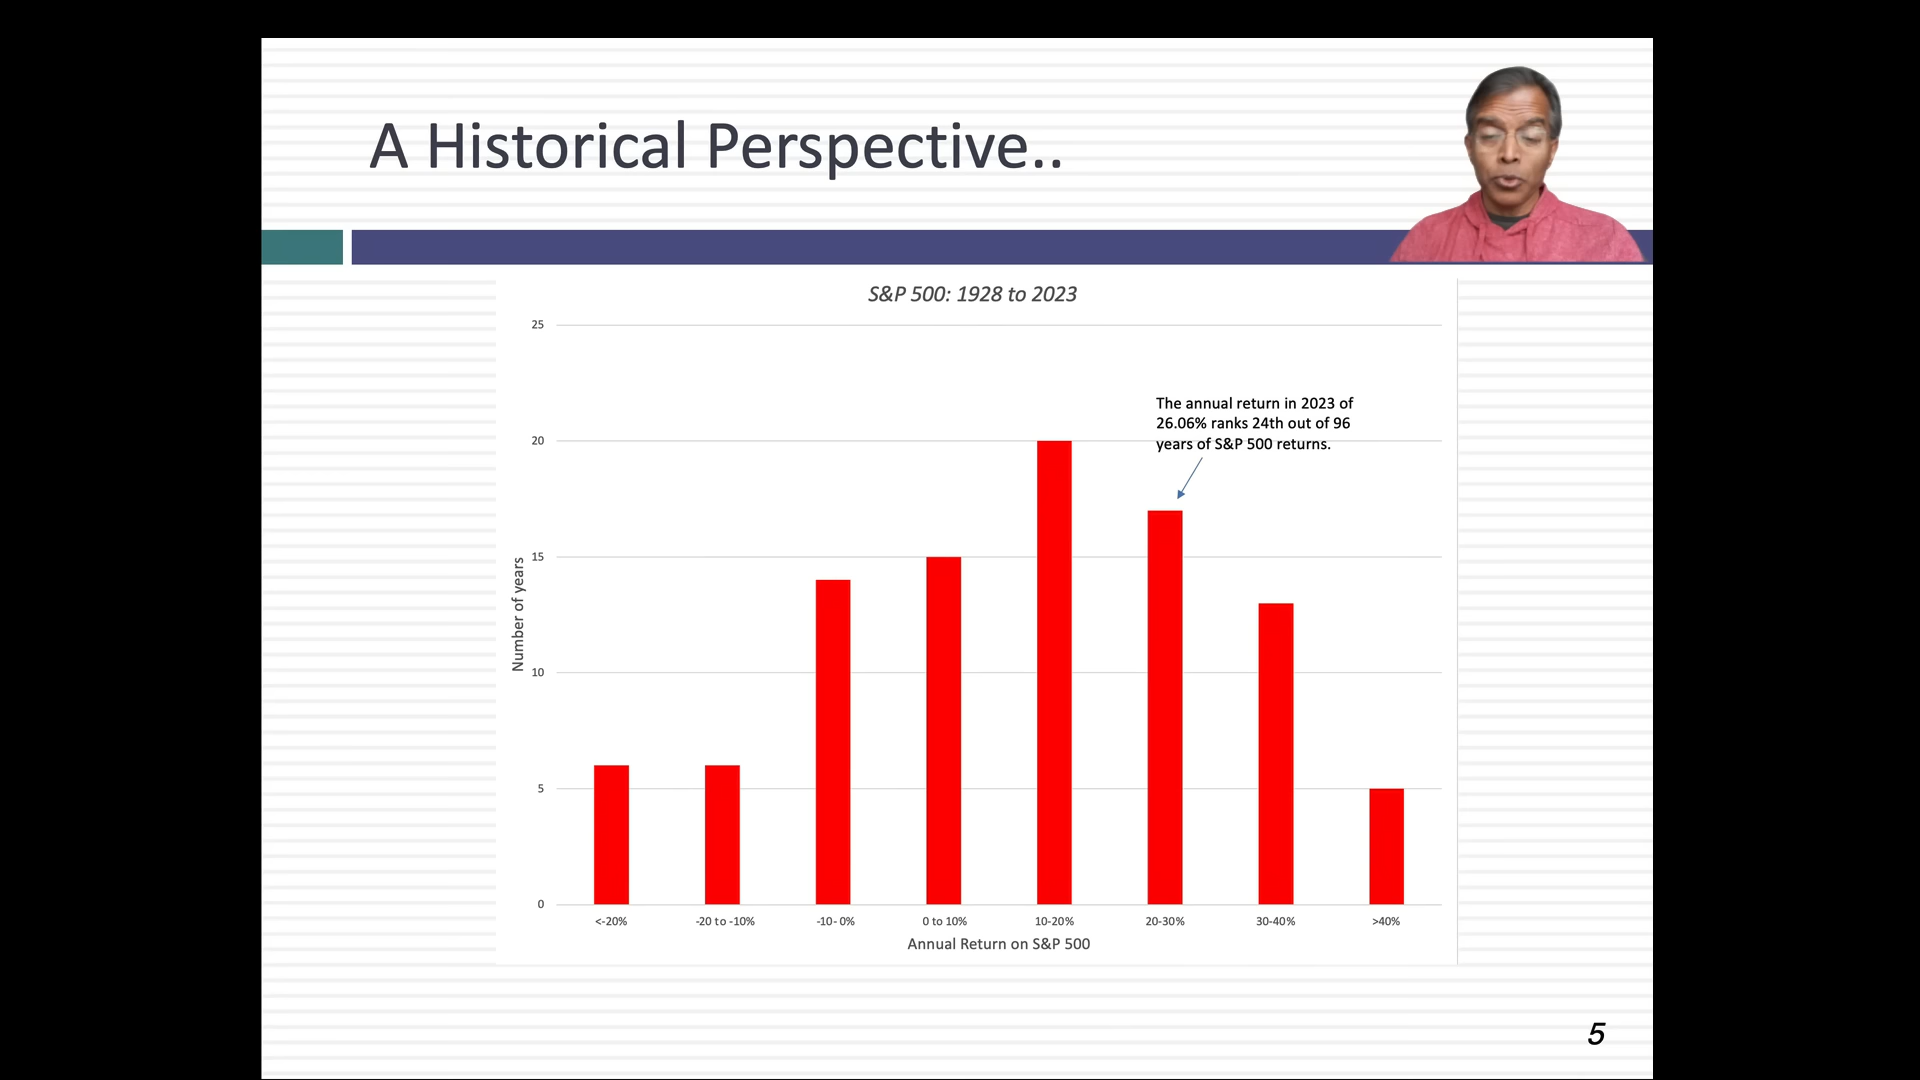 A Historical Perspective..
S&P 500: 1928 to 2023
25
The annual return in 2023 of
26.06% ranks 24th out of 96
years of S&P 500 returns.
20
15
10
5
0
Number of years
<-20%
-20 to -10%
-10- 0%
0 to 10%
10-20%
20-30%
30-40%
>40%
Annual Return on S&P 500
5